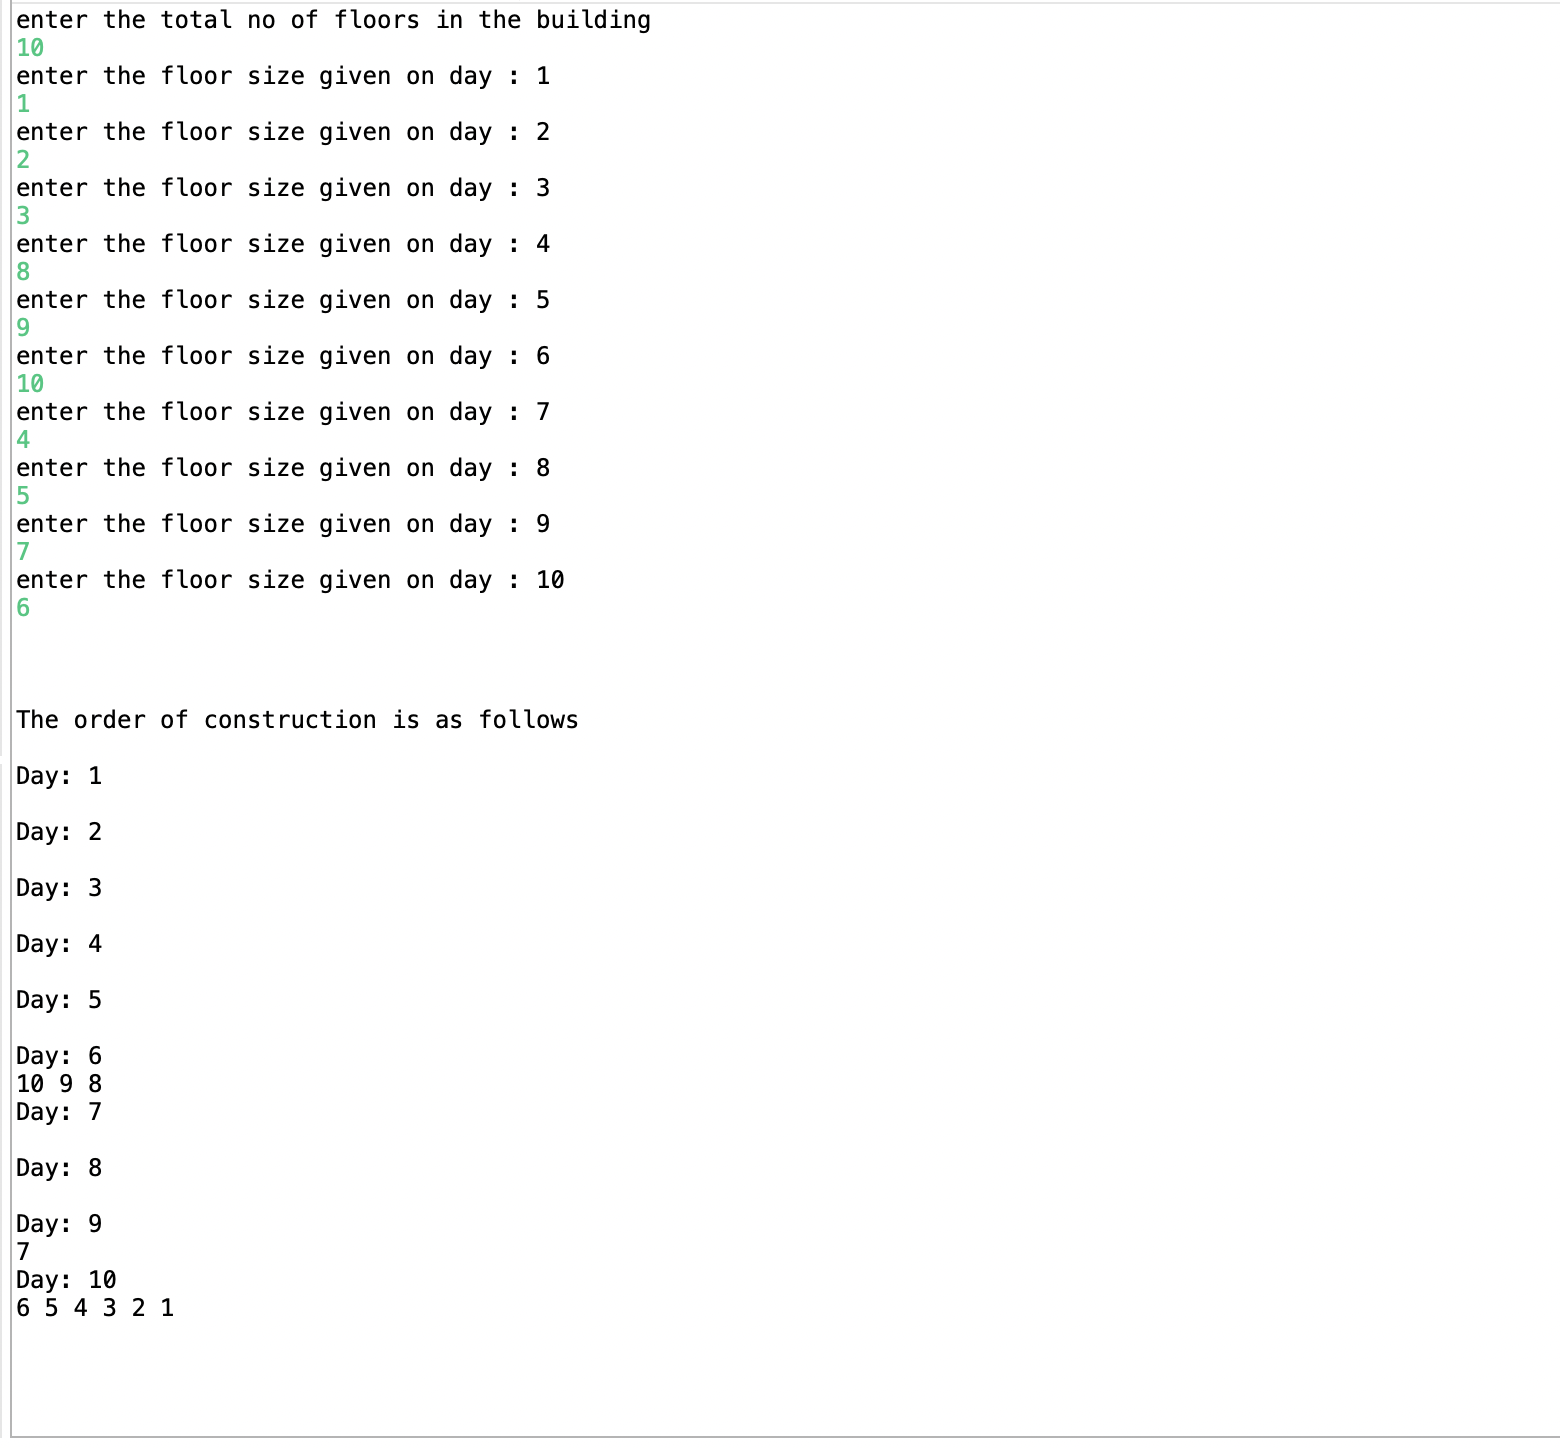 enter the total no of floors in the building
10
enter the floor size given on day : 1
1
enter the floor size given on day : 2
2
enter the floor size given on day : 3
3
enter the floor size given on day : 4
8
enter the floor size given on day : 5
9
enter the floor size given on day : 6
10
enter the floor size given on day : 7
4
enter the floor size given on day : 8
5
enter the floor size given on day : 9
7
enter the floor size given on day : 10
6
The order of construction is as follows
Day: 1
Day: 2
Day: 3
Day: 4
Day: 5
Day: 6
10 9 8
Day: 7
Day: 8
Day: 9
7
Day: 10
6 5 4 3 2 1